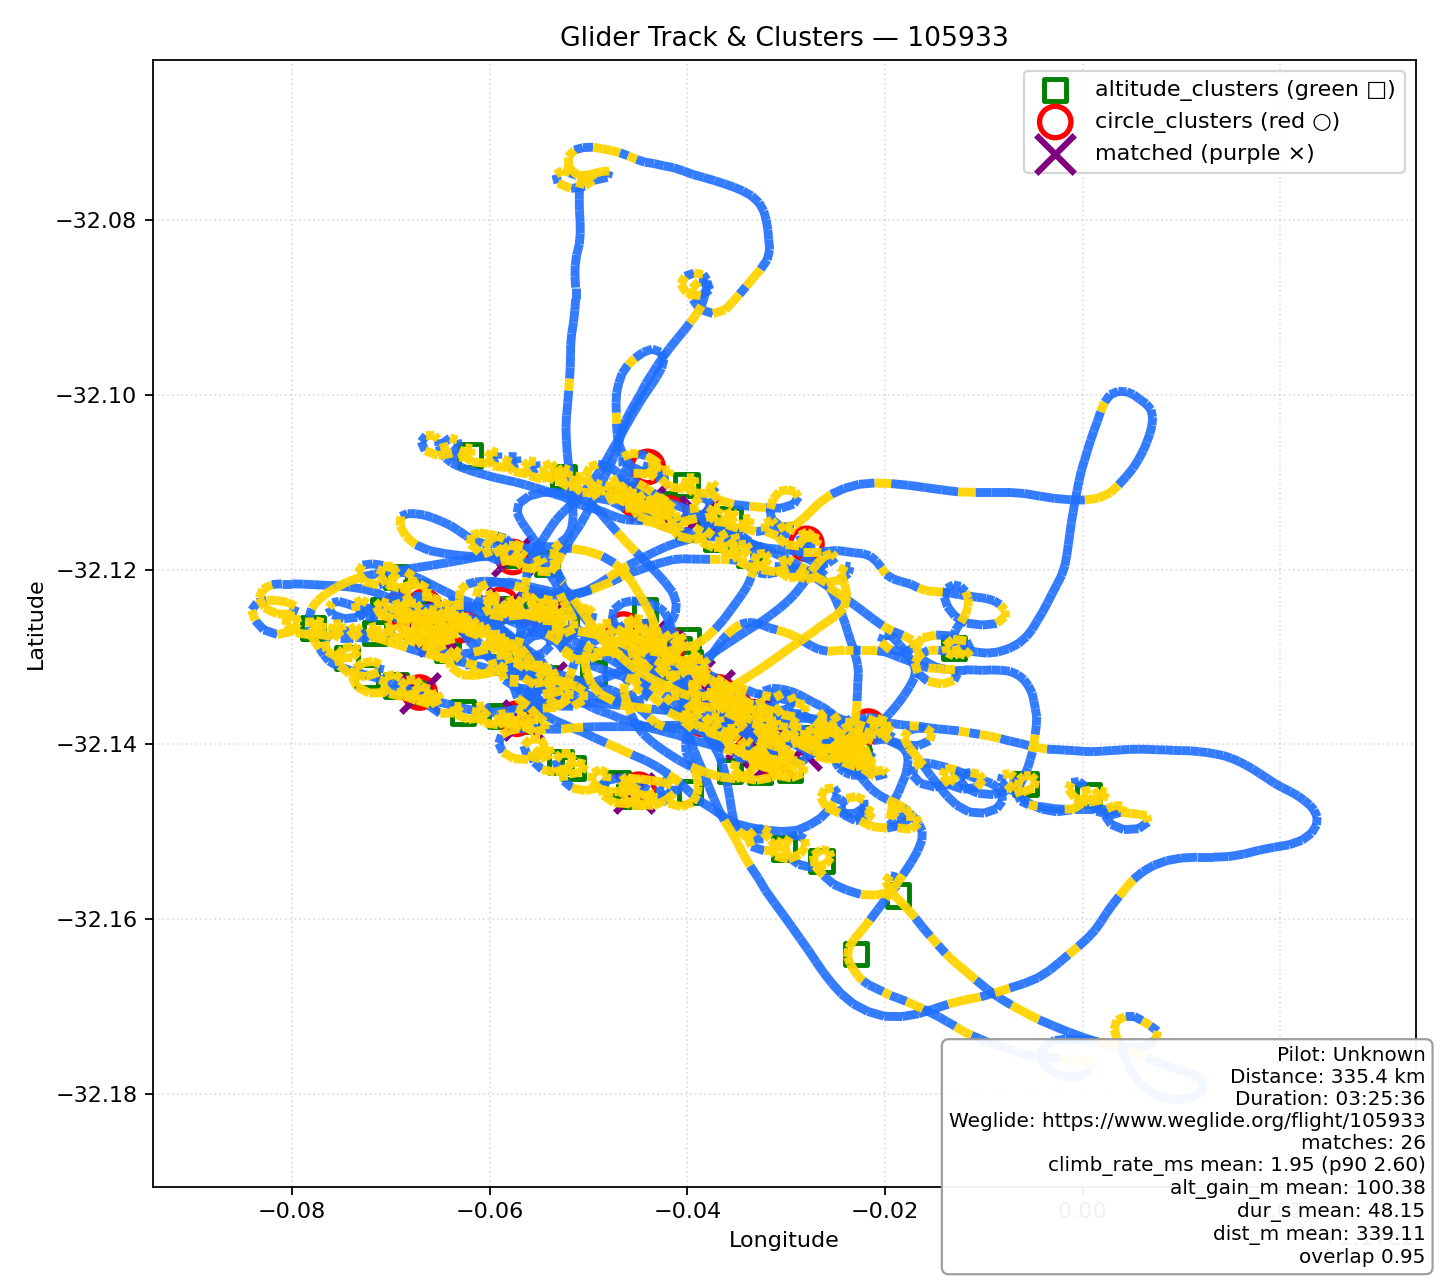 Glider Track & Clusters — 105933
altitude_clusters (green □)
circle_clusters (red ○)
matched (purple ×)
−32.08
−32.10
−32.12
−32.14
−32.16
−32.18
Latitude
−0.08
−0.06
−0.04
−0.02
0.00
Longitude
Pilot: Unknown
Distance: 335.4 km
Duration: 03:25:36
Weglide: https://www.weglide.org/flight/105933
matches: 26
climb_rate_ms mean: 1.95 (p90 2.60)
alt_gain_m mean: 100.38
dur_s mean: 48.15
dist_m mean: 339.11
overlap 0.95